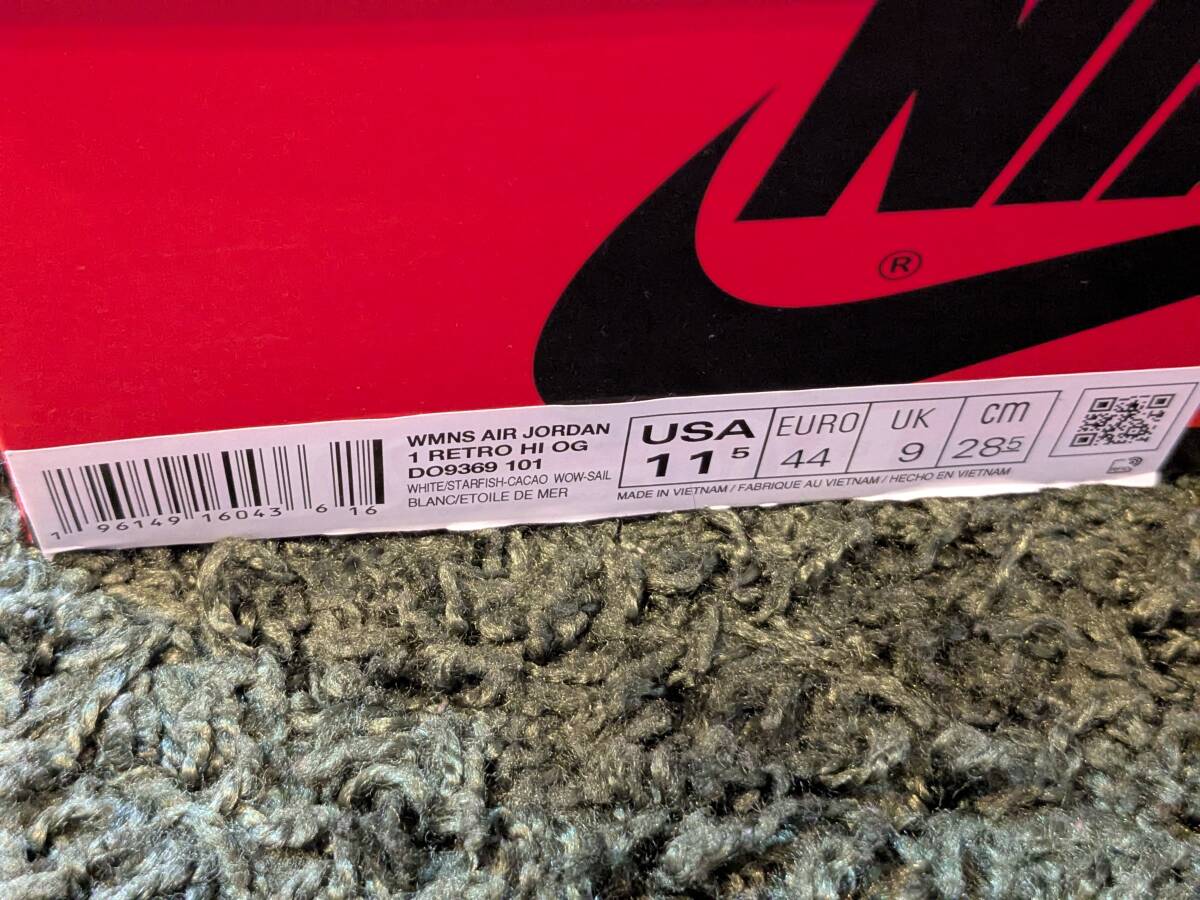 ®
WMNS AIR JORDAN
1 RETRO HI OG
DO9369 101
WHITE/STARFISH-CACAO WOW-SAIL
BLANC/ETOILE DE MER
1 96149 16043 6 16
USA
11 5
EURO
44
UK
9
cm
28 5
MADE IN VIETNAM / FABRIQUE AU VIETNAM / HECHO EN VIETNAM